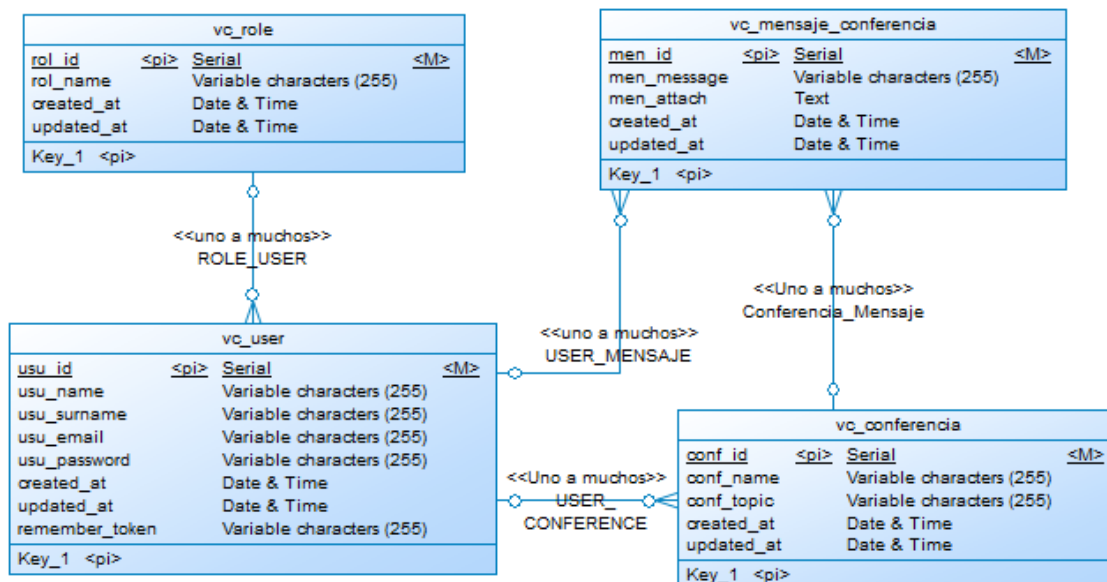 vc_role
rol_id <pi> Serial <M>
rol_name Variable characters (255)
created_at Date & Time
updated_at Date & Time
Key_1 <pi>
vc_mensaje_conferencia
men_id <pi> Serial <M>
men_message Variable characters (255)
men_attach Text
created_at Date & Time
updated_at Date & Time
Key_1 <pi>
<<uno a muchos>>
ROLE_USER
<<uno a muchos>>
USER_MENSAJE
<<Uno a muchos>>
Conferencia_Mensaje
vc_user
usu_id <pi> Serial <M>
usu_name Variable characters (255)
usu_surname Variable characters (255)
usu_email Variable characters (255)
usu_password Variable characters (255)
created_at Date & Time
updated_at Date & Time
remember_token Variable characters (255)
Key_1 <pi>
<<Uno a muchos>>
USER_
CONFERENCE
vc_conferencia
conf_id <pi> Serial <M>
conf_name Variable characters (255)
conf_topic Variable characters (255)
created_at Date & Time
updated_at Date & Time
Key_1 <pi>